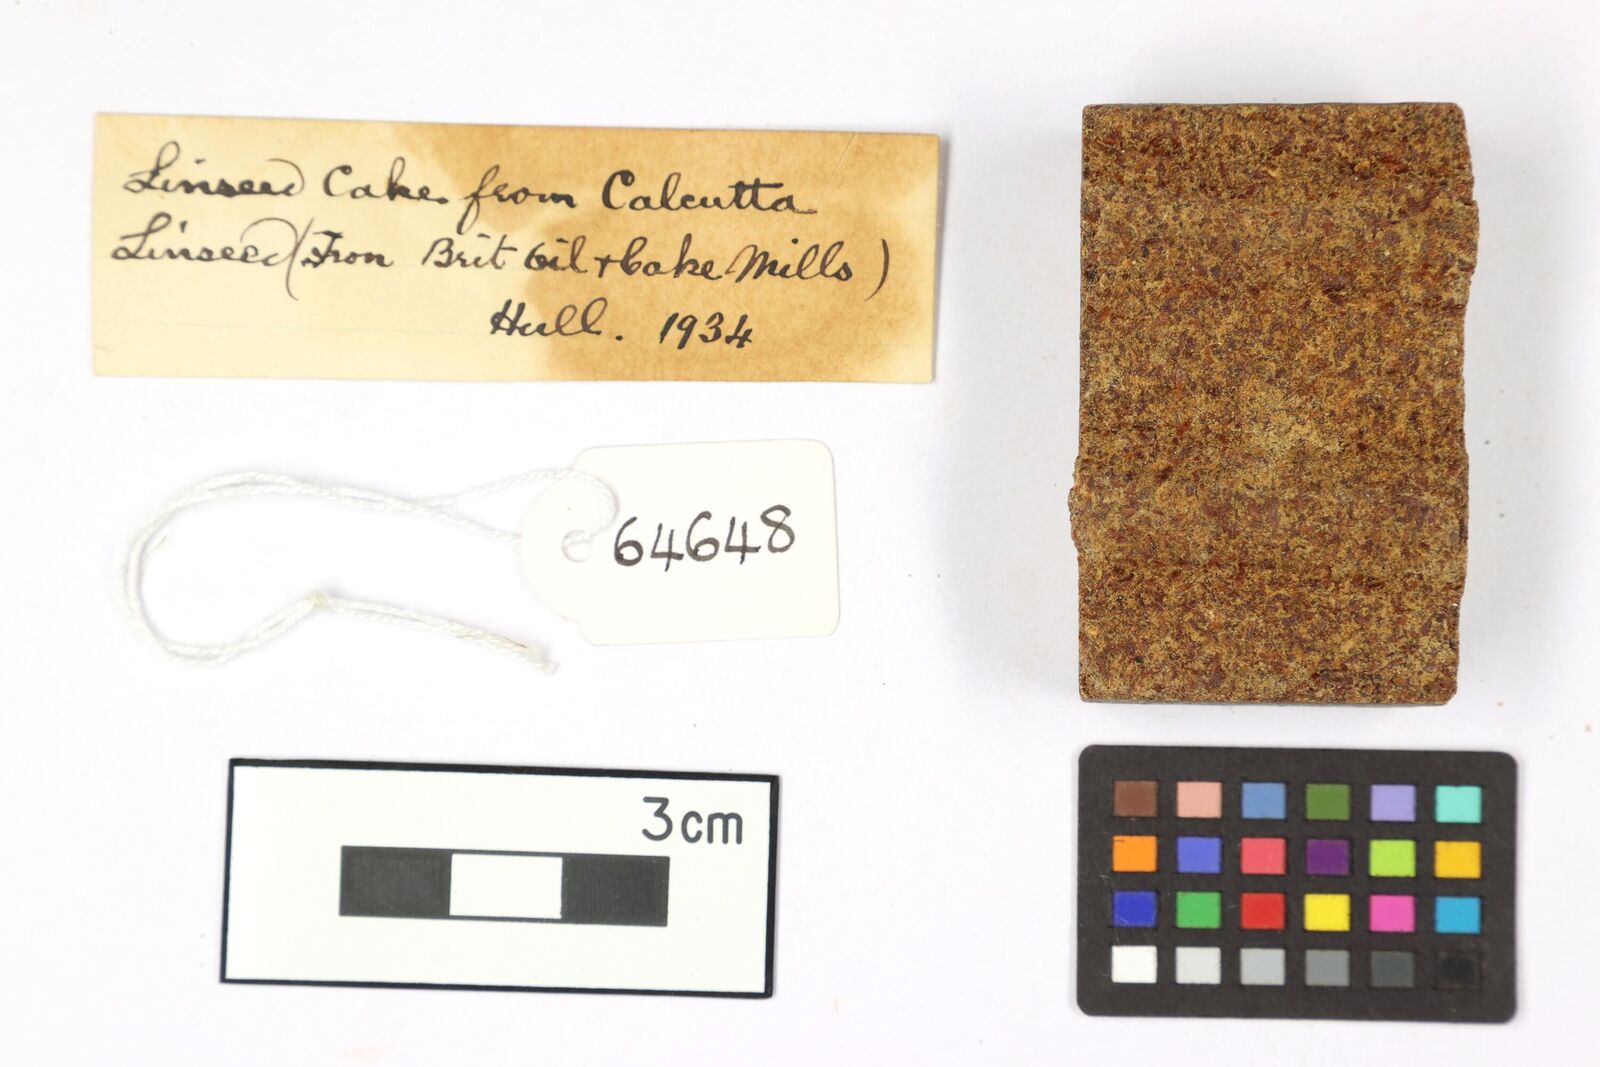 Linseed Cake from Calcutta
Linseed (From Brit Oil + Cake Mills)
Hull. 1934
64648
3cm